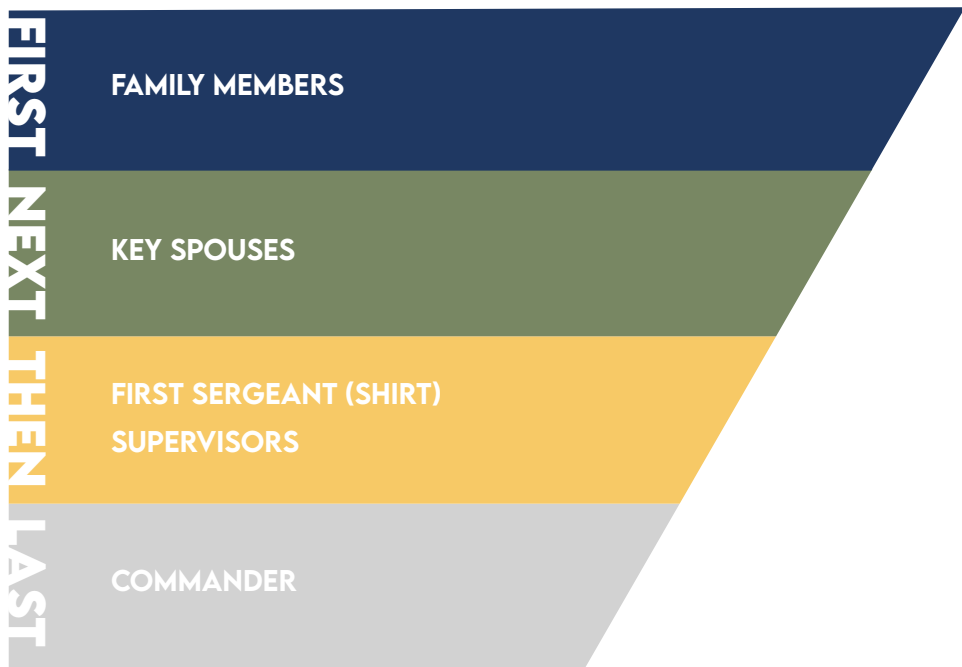 FIRST
FAMILY MEMBERS
NEXT
KEY SPOUSES
THEN
FIRST SERGEANT (SHIRT)
SUPERVISORS
LAST
COMMANDER